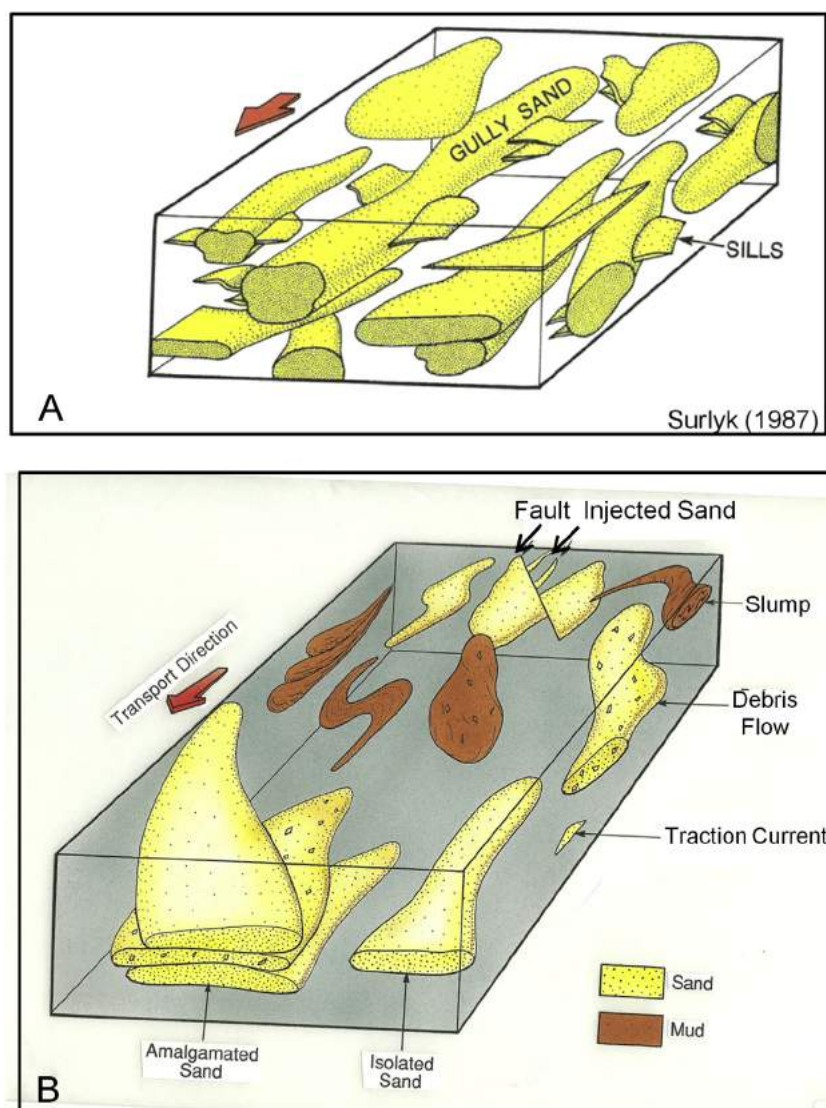 GULLY SAND
SILLS
A
Surlyk (1987)
Fault Injected Sand
Slump
Transport Direction
Debris
Flow
Traction Current
Sand
Mud
Amalgamated
Sand
Isolated
Sand
B